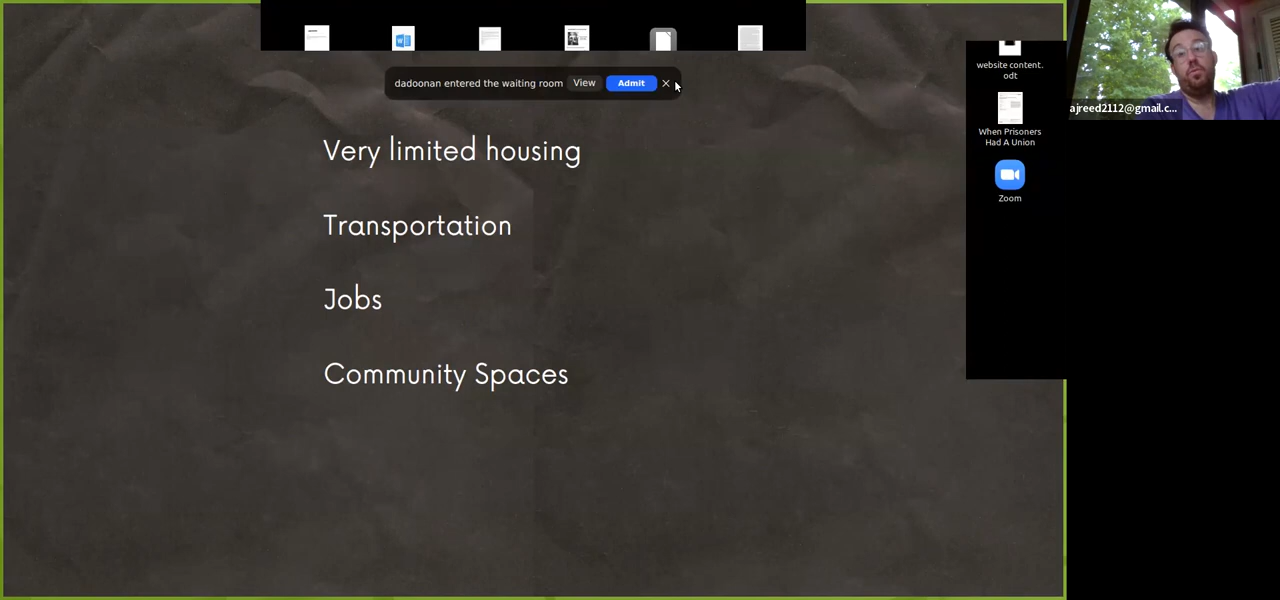 dadoonan entered the waiting room View Admit
Very limited housing
Transportation
Jobs
Community Spaces
website content.
odt
When Prisoners
Had A Union
Zoom
ajreed2112@gmail.c...